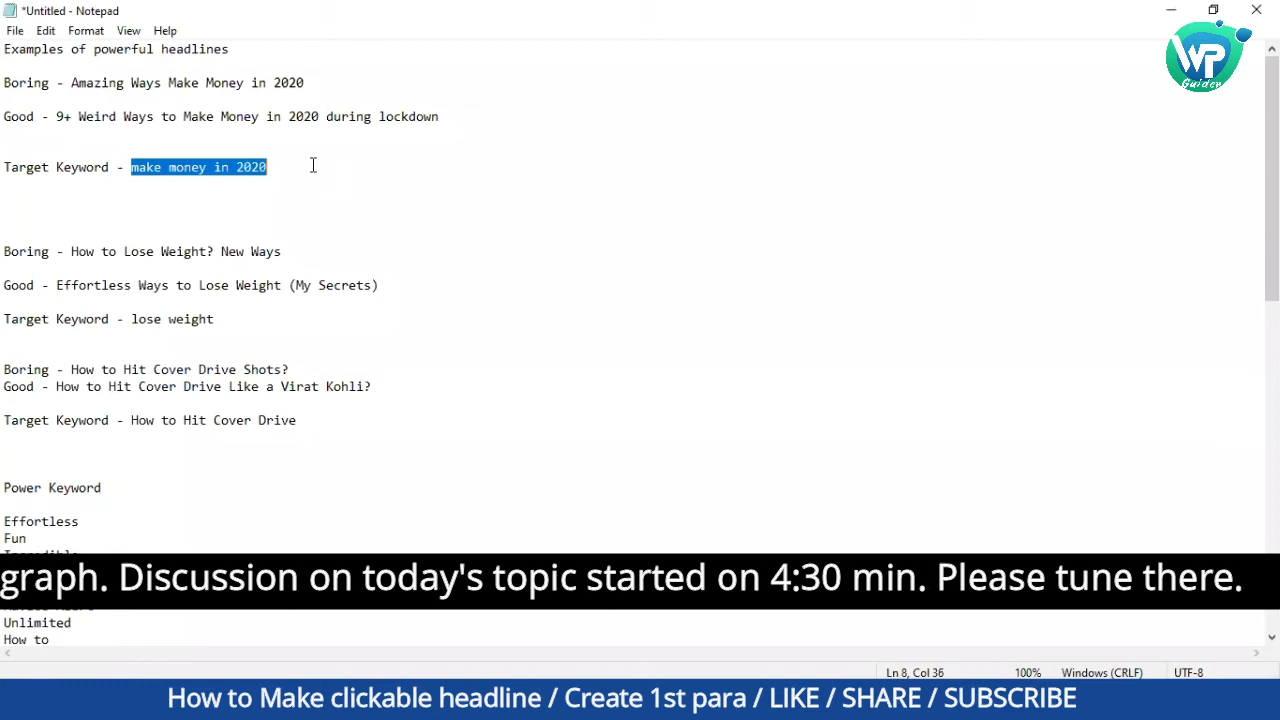 *Untitled - Notepad
File Edit Format View Help
WP
Guider
Examples of powerful headlines
Boring - Amazing Ways Make Money in 2020
Good - 9+ Weird Ways to Make Money in 2020 during lockdown
Target Keyword - make money in 2020
Boring - How to Lose Weight? New Ways
Good - Effortless Ways to Lose Weight (My Secrets)
Target Keyword - lose weight
Boring - How to Hit Cover Drive Shots?
Good - How to Hit Cover Drive Like a Virat Kohli?
Target Keyword - How to Hit Cover Drive
Power Keyword
Effortless
Fun
graph. Discussion on today's topic started on 4:30 min. Please tune there.
Unlimited
How to
Ln 8, Col 36 100% Windows (CRLF) UTF-8
How to Make clickable headline / Create 1st para / LIKE / SHARE / SUBSCRIBE